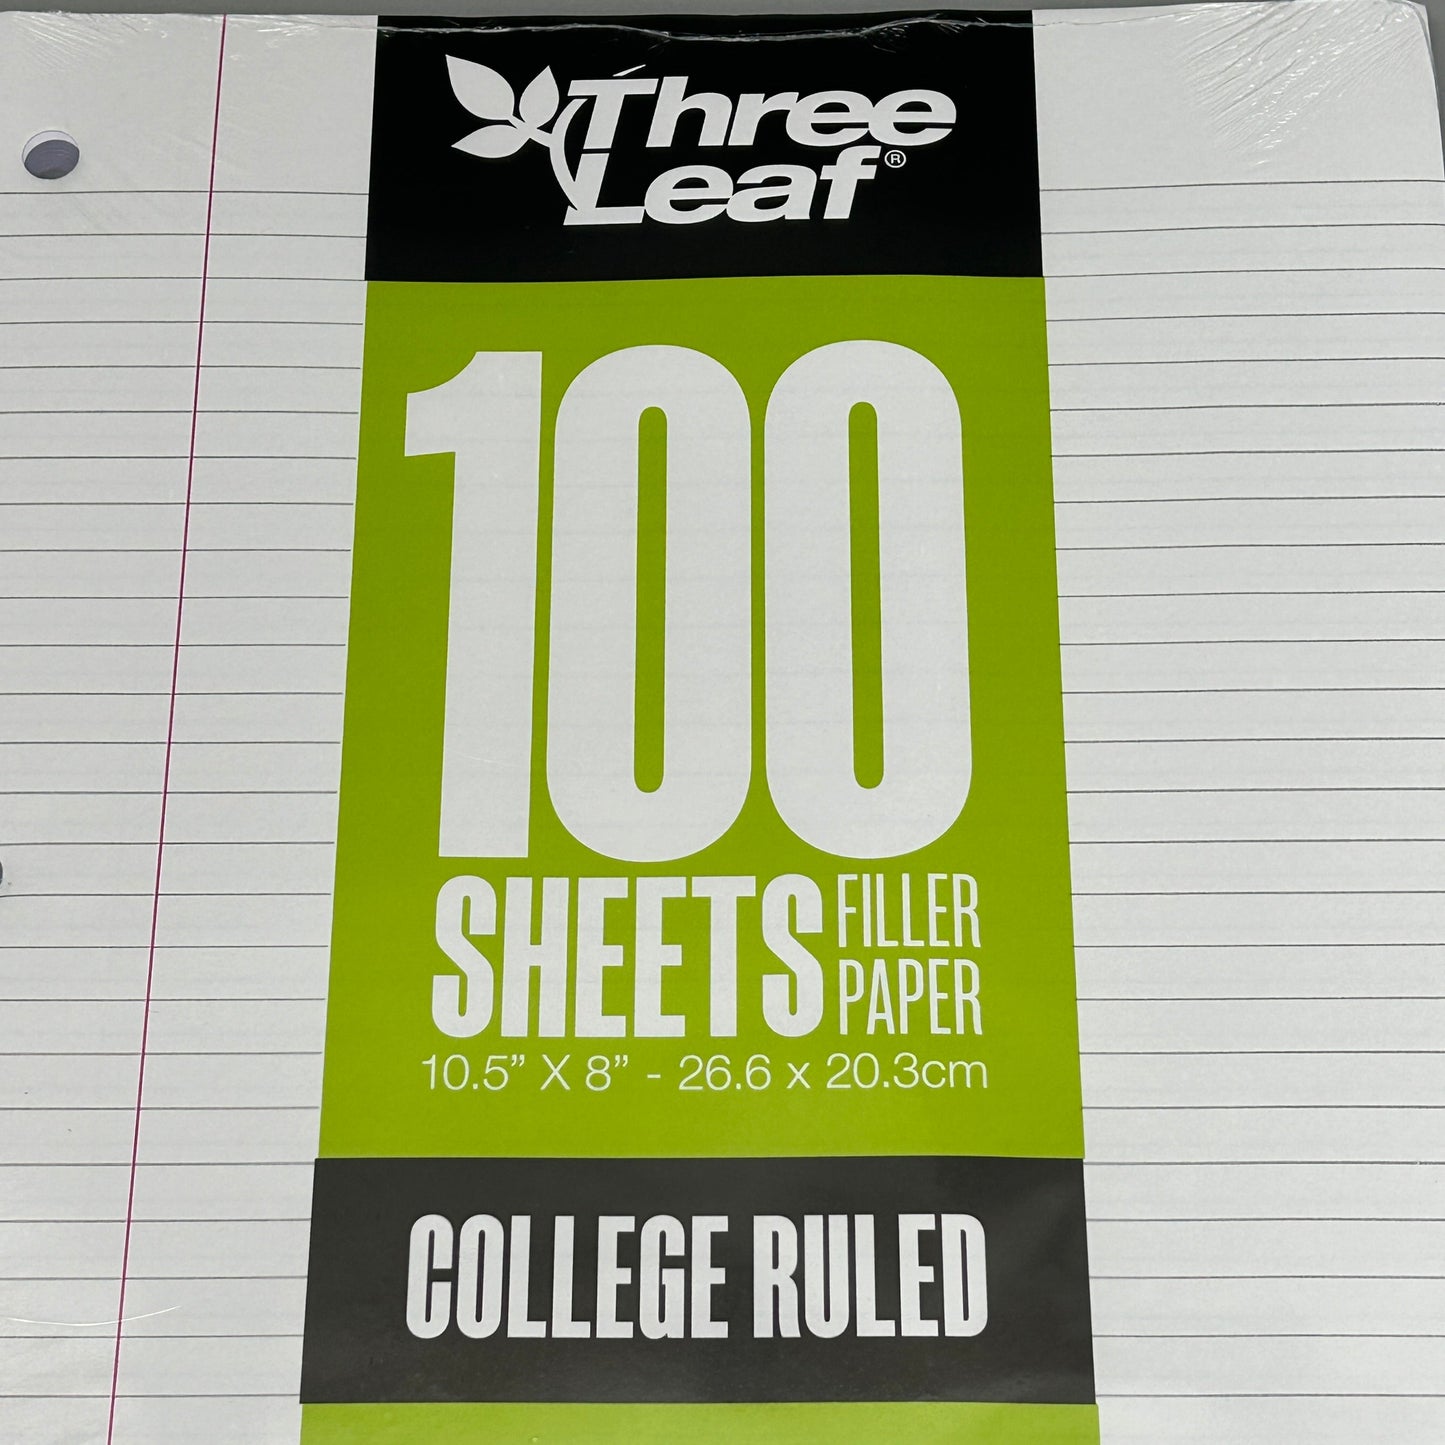 Three
Leaf®
100
SHEETS FILLER
PAPER
10.5” X 8” - 26.6 x 20.3cm
COLLEGE RULED